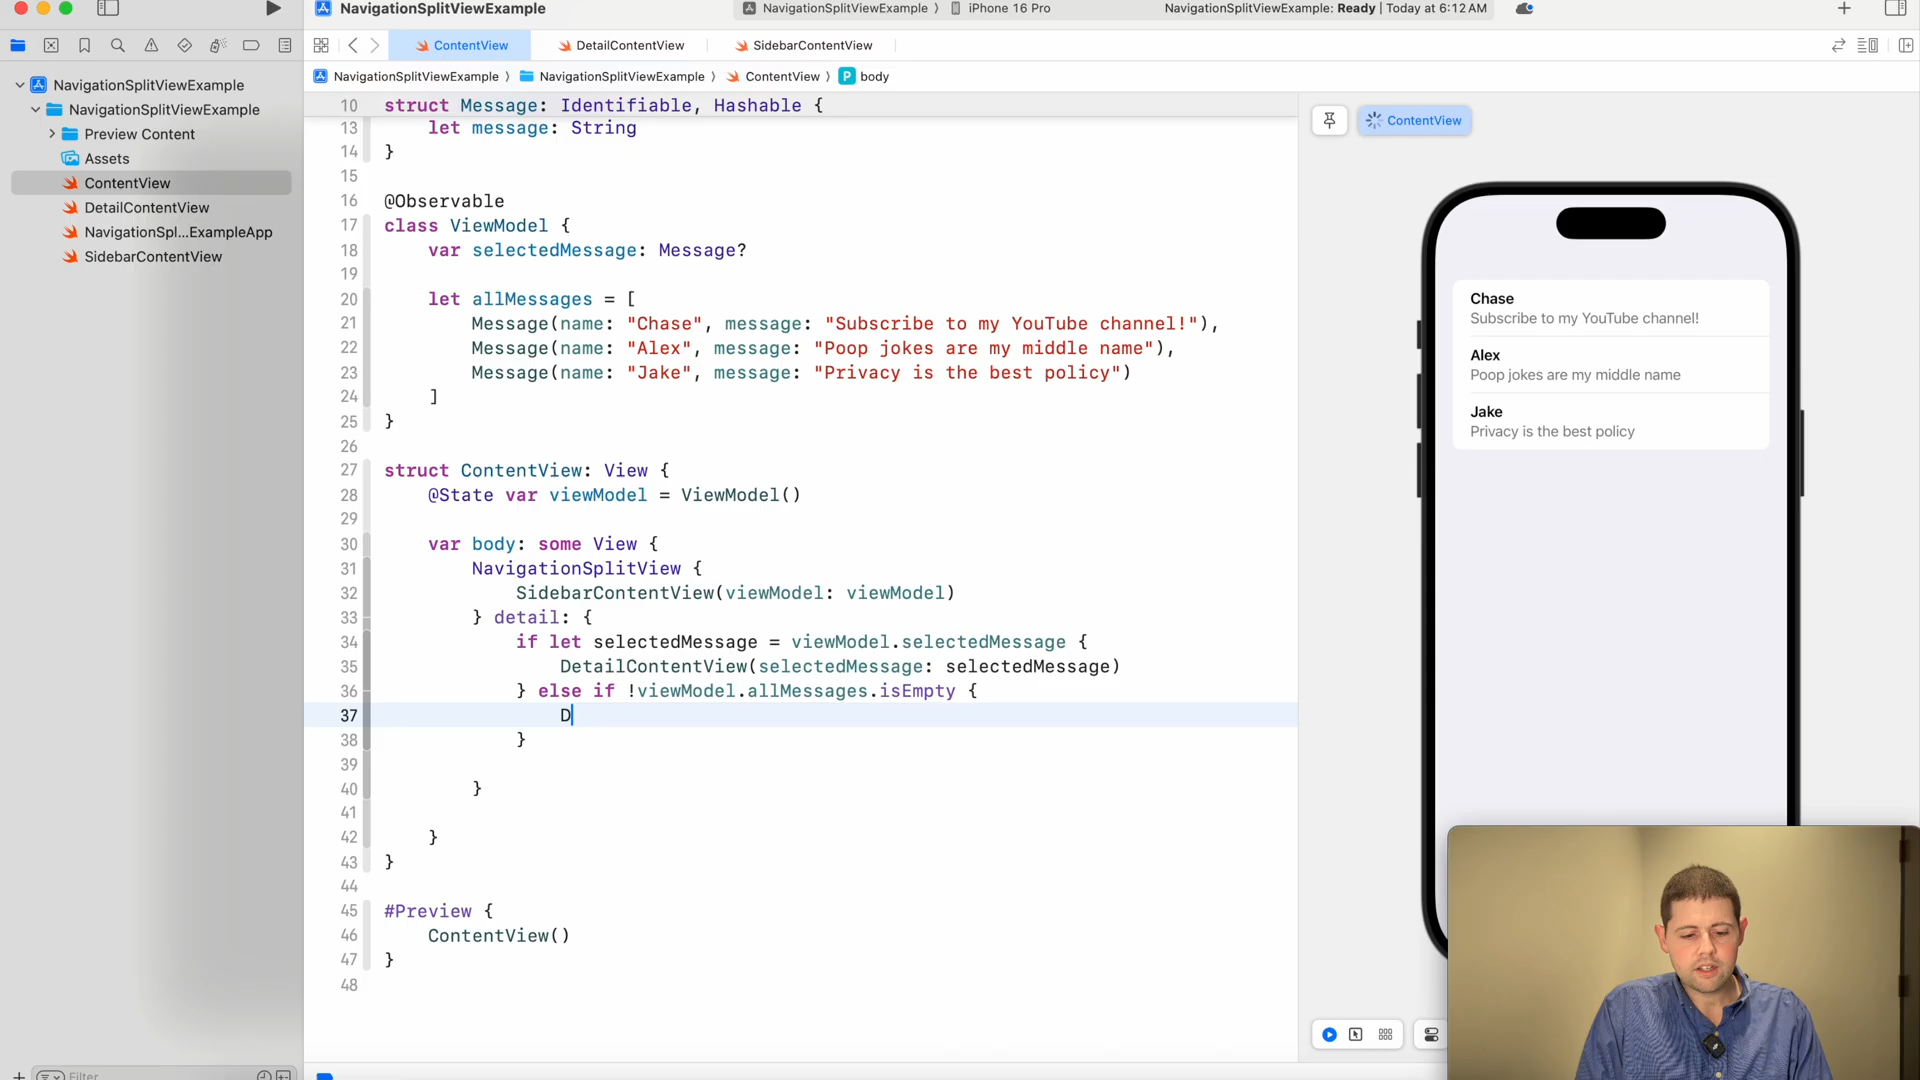 NavigationSplitViewExample
NavigationSplitViewExample 〉 iPhone 16 Pro
NavigationSplitViewExample: Ready | Today at 6:12 AM
ContentView
DetailContentView
SidebarContentView
NavigationSplitViewExample 〉 NavigationSplitViewExample 〉 ContentView 〉 P body
NavigationSplitViewExample
NavigationSplitViewExample
Preview Content
Assets
ContentView
DetailContentView
NavigationSpl...ExampleApp
SidebarContentView
Filter
10 struct Message: Identifiable, Hashable {
13 let message: String
14 }
15
16 @Observable
17 class ViewModel {
18 var selectedMessage: Message?
19
20 let allMessages = [
21 Message(name: "Chase", message: "Subscribe to my YouTube channel!"),
22 Message(name: "Alex", message: "Poop jokes are my middle name"),
23 Message(name: "Jake", message: "Privacy is the best policy")
24 ]
25 }
26
27 struct ContentView: View {
28 @State var viewModel = ViewModel()
29
30 var body: some View {
31 NavigationSplitView {
32 SidebarContentView(viewModel: viewModel)
33 } detail: {
34 if let selectedMessage = viewModel.selectedMessage {
35 DetailContentView(selectedMessage: selectedMessage)
36 } else if !viewModel.allMessages.isEmpty {
37 D
38 }
39
40 }
41
42 }
43 }
44
45 #Preview {
46 ContentView()
47 }
48
ContentView
Chase
Subscribe to my YouTube channel!
Alex
Poop jokes are my middle name
Jake
Privacy is the best policy